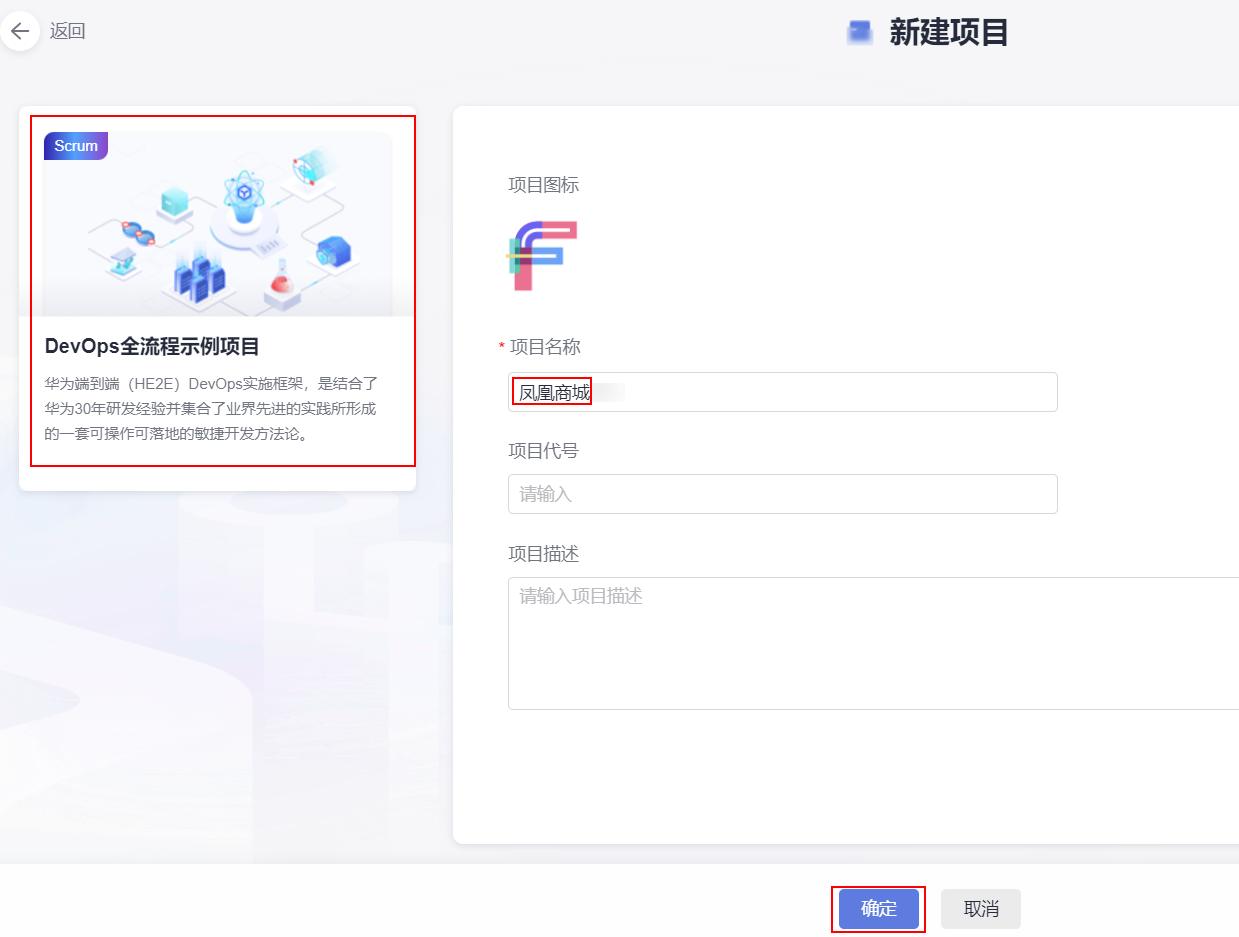 返回
新建项目
Scrum
DevOps全流程示例项目
华为端到端（HE2E）DevOps实施框架，是结合了
华为30年研发经验并集合了业界先进的实践所形成
的一套可操作可落地的敏捷开发方法论。
项目图标
* 项目名称
凤凰商城
项目代号
请输入
项目描述
请输入项目描述
确定
取消